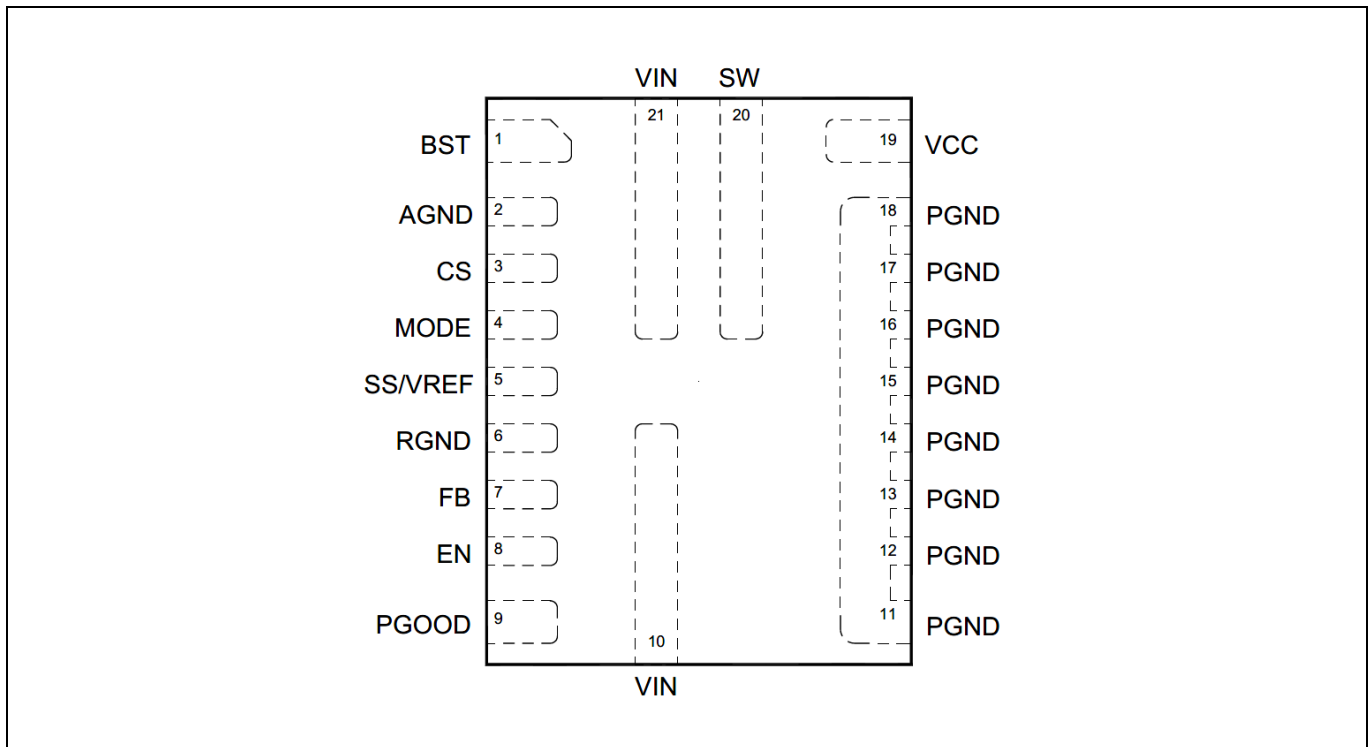 VIN SW
21 20
BST 1 19 VCC
AGND 2 18 PGND
CS 3 17 PGND
MODE 4 16 PGND
SS/VREF 5 15 PGND
RGND 6 14 PGND
FB 7 13 PGND
EN 8 12 PGND
PGOOD 9 11 PGND
10
VIN